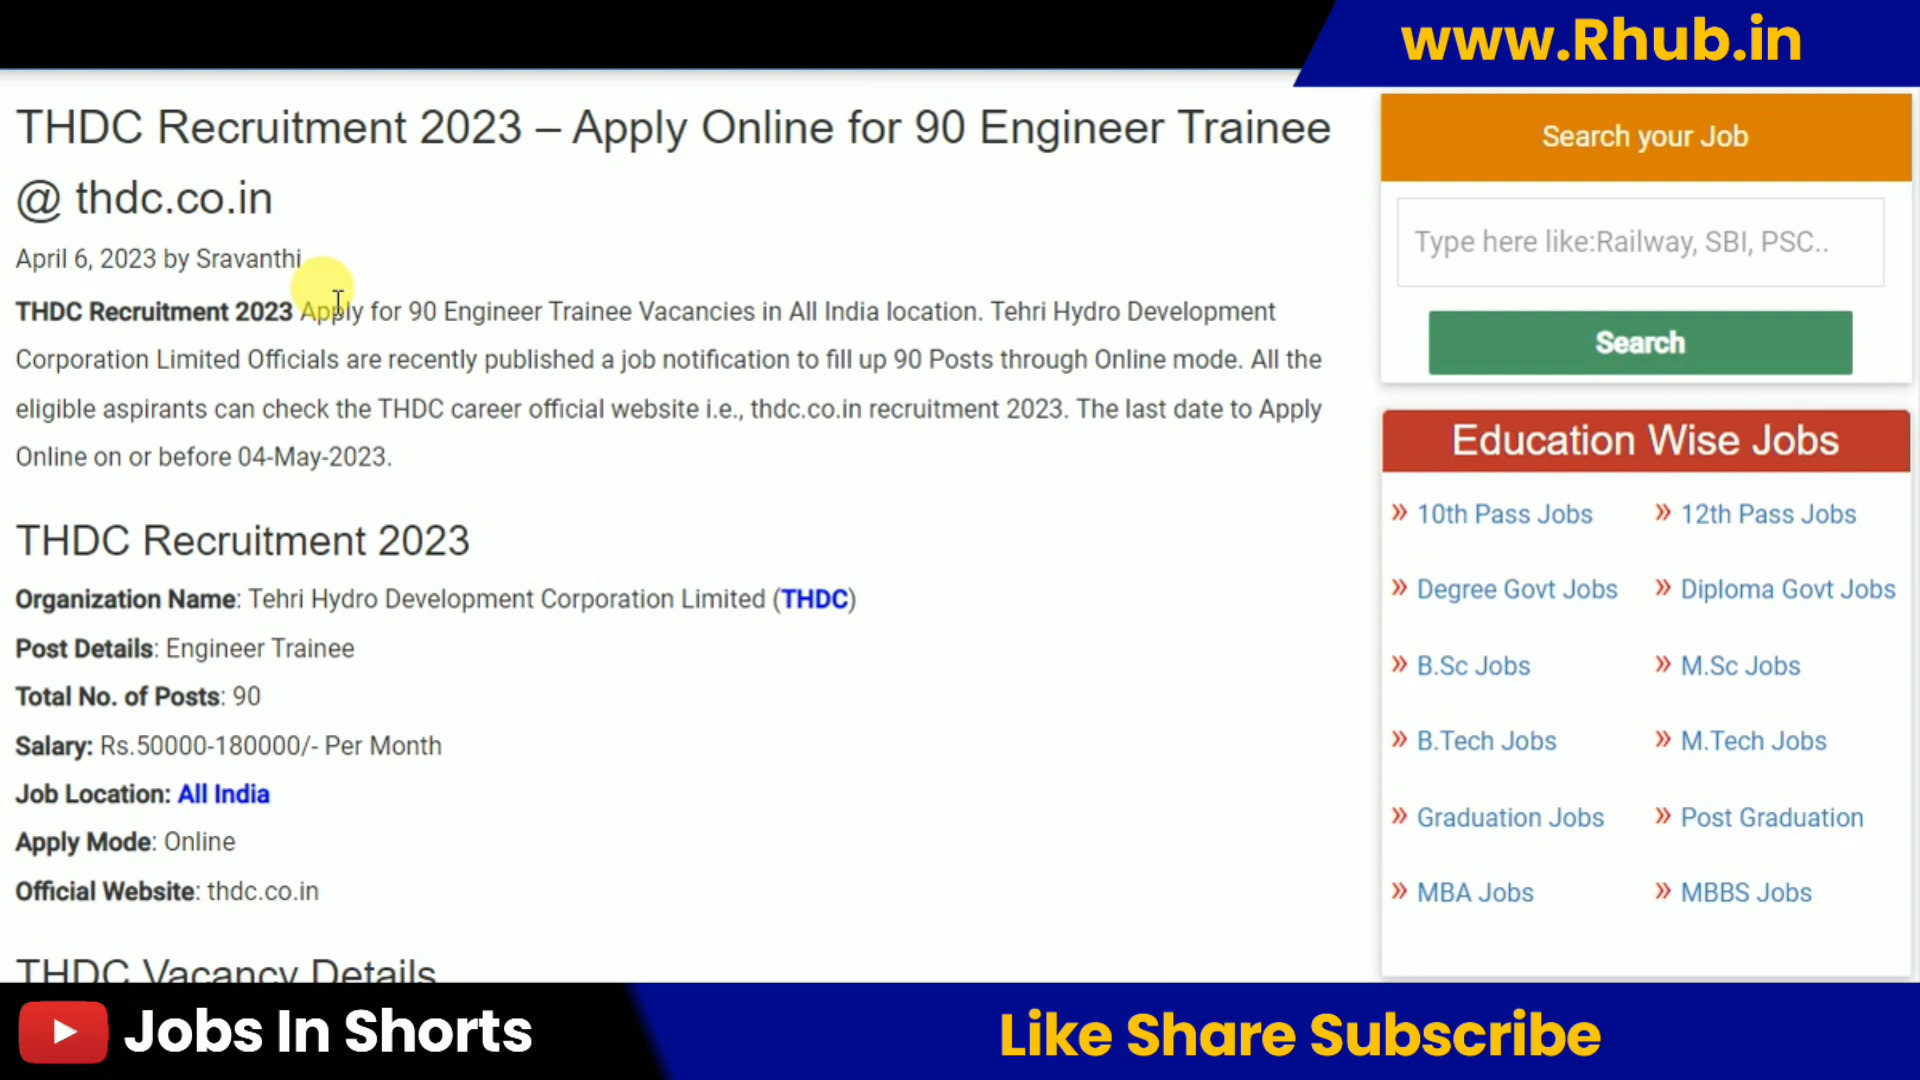 www.Rhub.in
THDC Recruitment 2023 – Apply Online for 90 Engineer Trainee
@ thdc.co.in
April 6, 2023 by Sravanthi
THDC Recruitment 2023 Apply for 90 Engineer Trainee Vacancies in All India location. Tehri Hydro Development
Corporation Limited Officials are recently published a job notification to fill up 90 Posts through Online mode. All the
eligible aspirants can check the THDC career official website i.e., thdc.co.in recruitment 2023. The last date to Apply
Online on or before 04-May-2023.
THDC Recruitment 2023
Organization Name: Tehri Hydro Development Corporation Limited (THDC)
Post Details: Engineer Trainee
Total No. of Posts: 90
Salary: Rs.50000-180000/- Per Month
Job Location: All India
Apply Mode: Online
Official Website: thdc.co.in
THDC Vacancy Details
Search your Job
Type here like:Railway, SBI, PSC..
Search
Education Wise Jobs
» 10th Pass Jobs » 12th Pass Jobs
» Degree Govt Jobs » Diploma Govt Jobs
» B.Sc Jobs » M.Sc Jobs
» B.Tech Jobs » M.Tech Jobs
» Graduation Jobs » Post Graduation
» MBA Jobs » MBBS Jobs
Jobs In Shorts
Like Share Subscribe